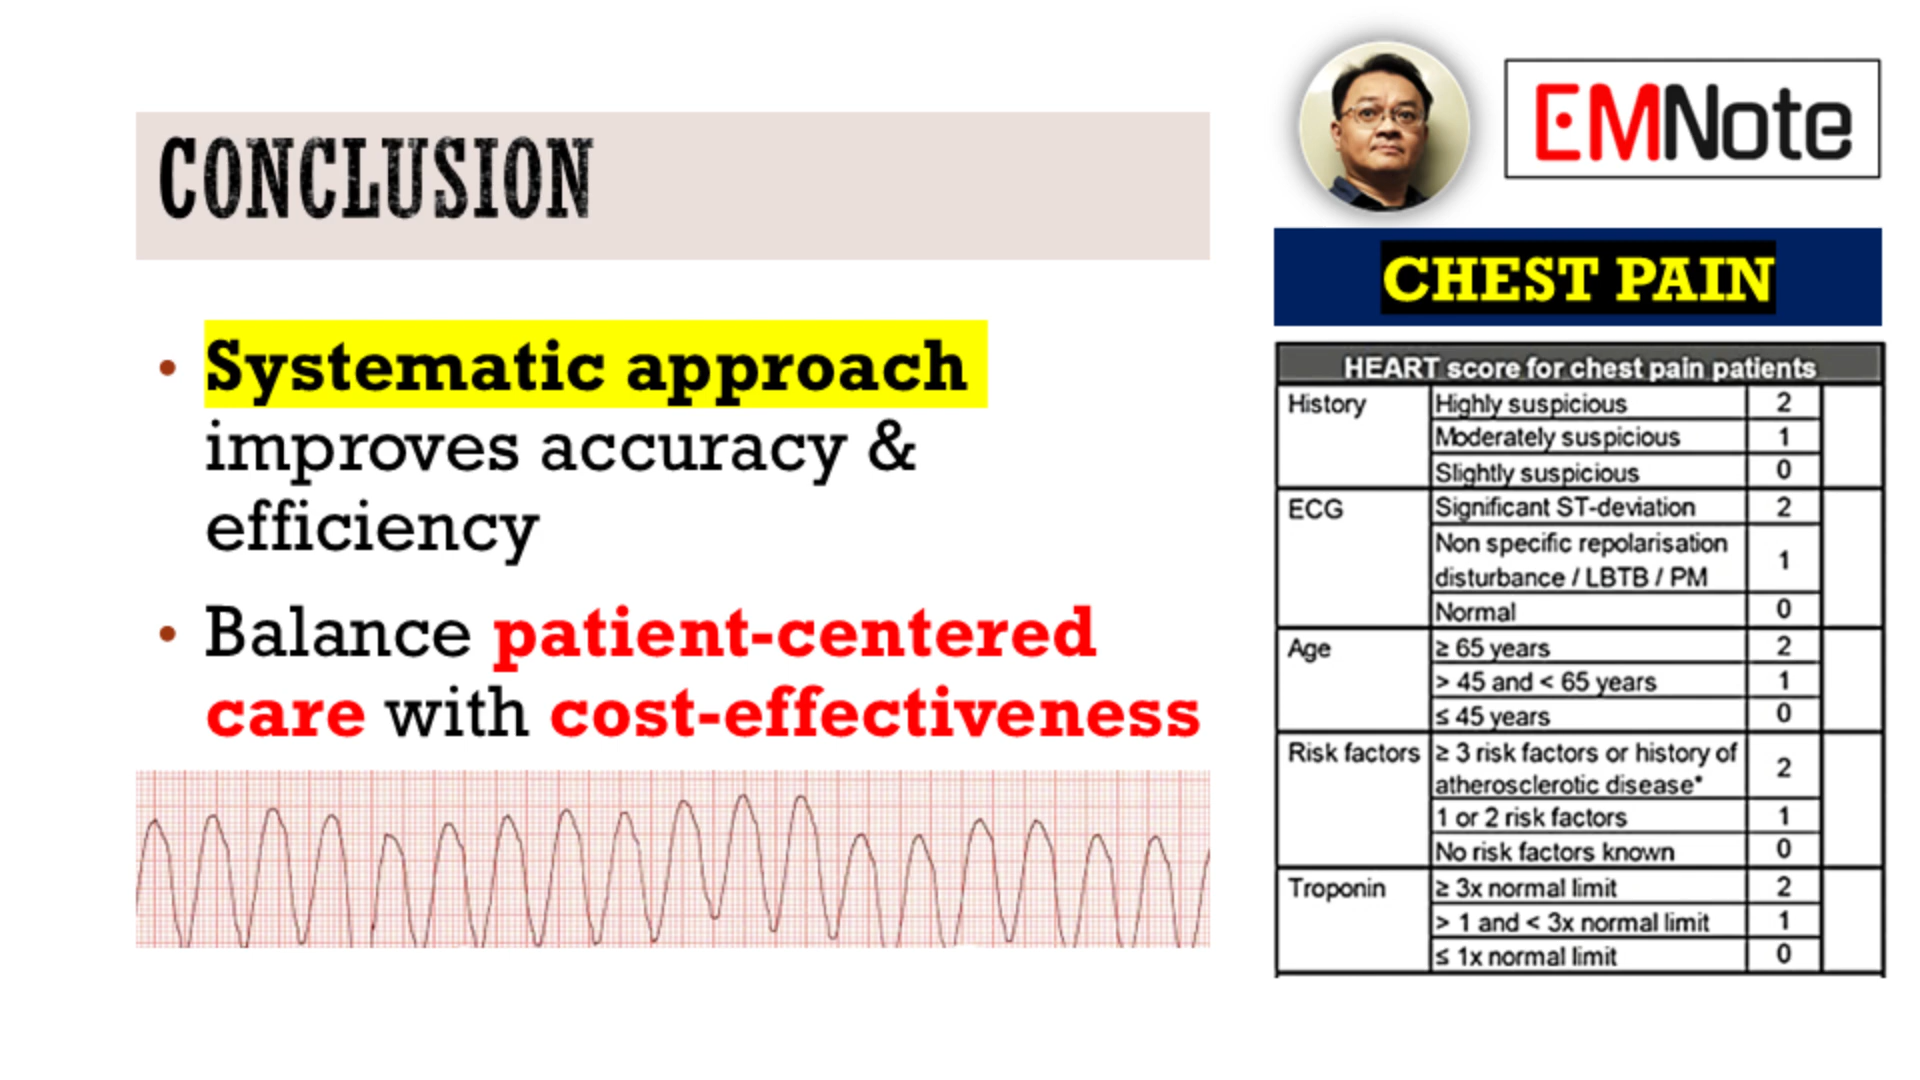 CONCLUSION
• Systematic approach
improves accuracy &
efficiency
• Balance patient-centered
care with cost-effectiveness
EMNote
CHEST PAIN
HEART score for chest pain patients
History Highly suspicious 2
Moderately suspicious 1
Slightly suspicious 0
ECG Significant ST-deviation 2
Non specific repolarisation
disturbance / LBTB / PM 1
Normal 0
Age ≥ 65 years 2
> 45 and < 65 years 1
≤ 45 years 0
Risk factors ≥ 3 risk factors or history of
atherosclerotic disease* 2
1 or 2 risk factors 1
No risk factors known 0
Troponin ≥ 3x normal limit 2
> 1 and < 3x normal limit 1
≤ 1x normal limit 0